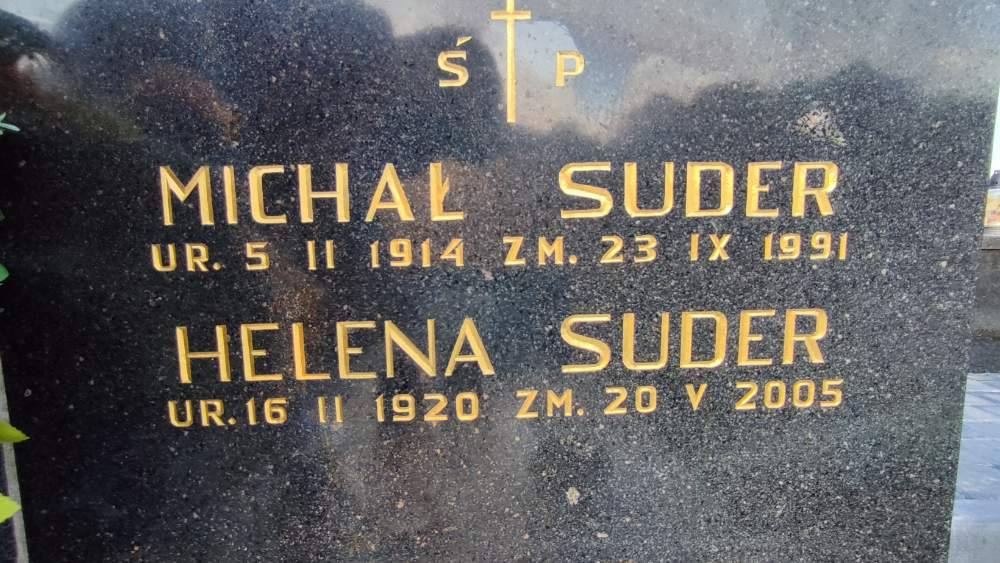 Ś P
MICHAŁ SUDER
UR. 5 II 1914 ZM. 23 IX 1991
HELENA SUDER
UR. 16 II 1920 ZM. 20 V 2005